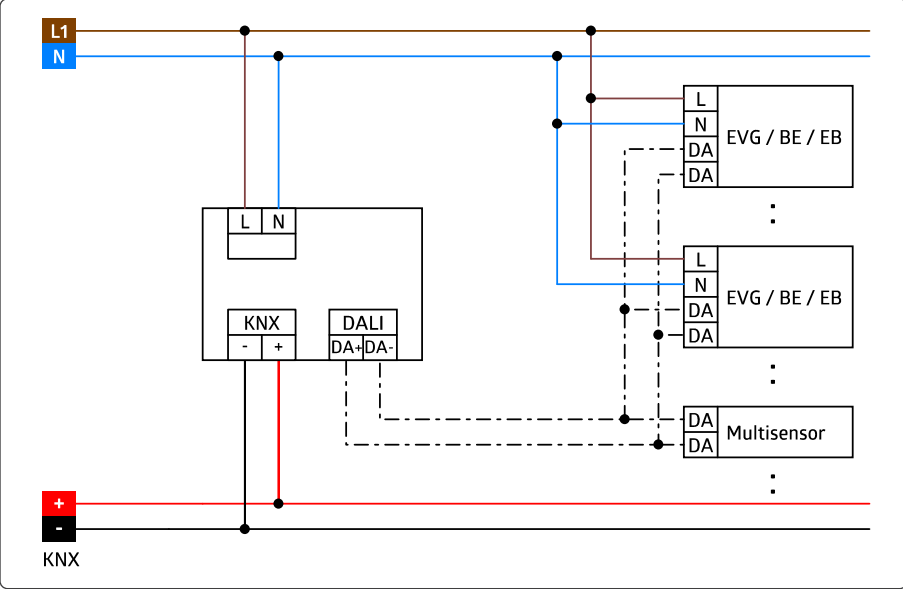 L1
N
L
N
DA
DA
EVG / BE / EB
:
L N
L
N
DA
DA
EVG / BE / EB
KNX
- +
DALI
DA+ DA-
:
DA
DA
Multisensor
:
+
-
KNX